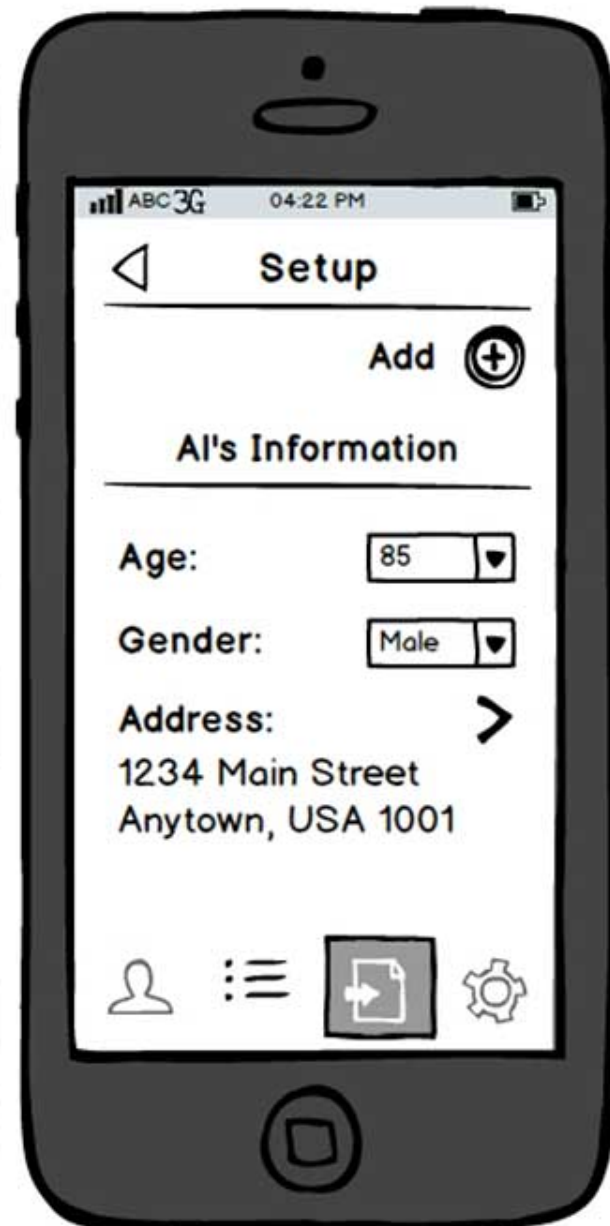 ABC 3G 04:22 PM
Setup
Add
Al's Information
Age: 85
Gender: Male
Address:
1234 Main Street
Anytown, USA 1001